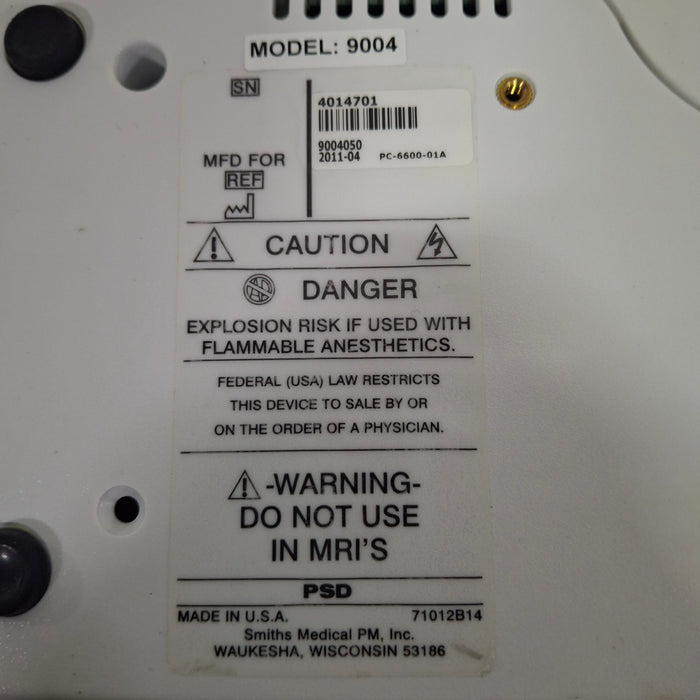 MODEL: 9004
SN
4014701
9004050
2011-04 PC-6600-01A
MFD FOR
REF
CAUTION
DANGER
EXPLOSION RISK IF USED WITH
FLAMMABLE ANESTHETICS.
FEDERAL (USA) LAW RESTRICTS
THIS DEVICE TO SALE BY OR
ON THE ORDER OF A PHYSICIAN.
-WARNING-
DO NOT USE
IN MRI'S
PSD
MADE IN U.S.A. 71012B14
Smiths Medical PM, Inc.
WAUKESHA, WISCONSIN 53186